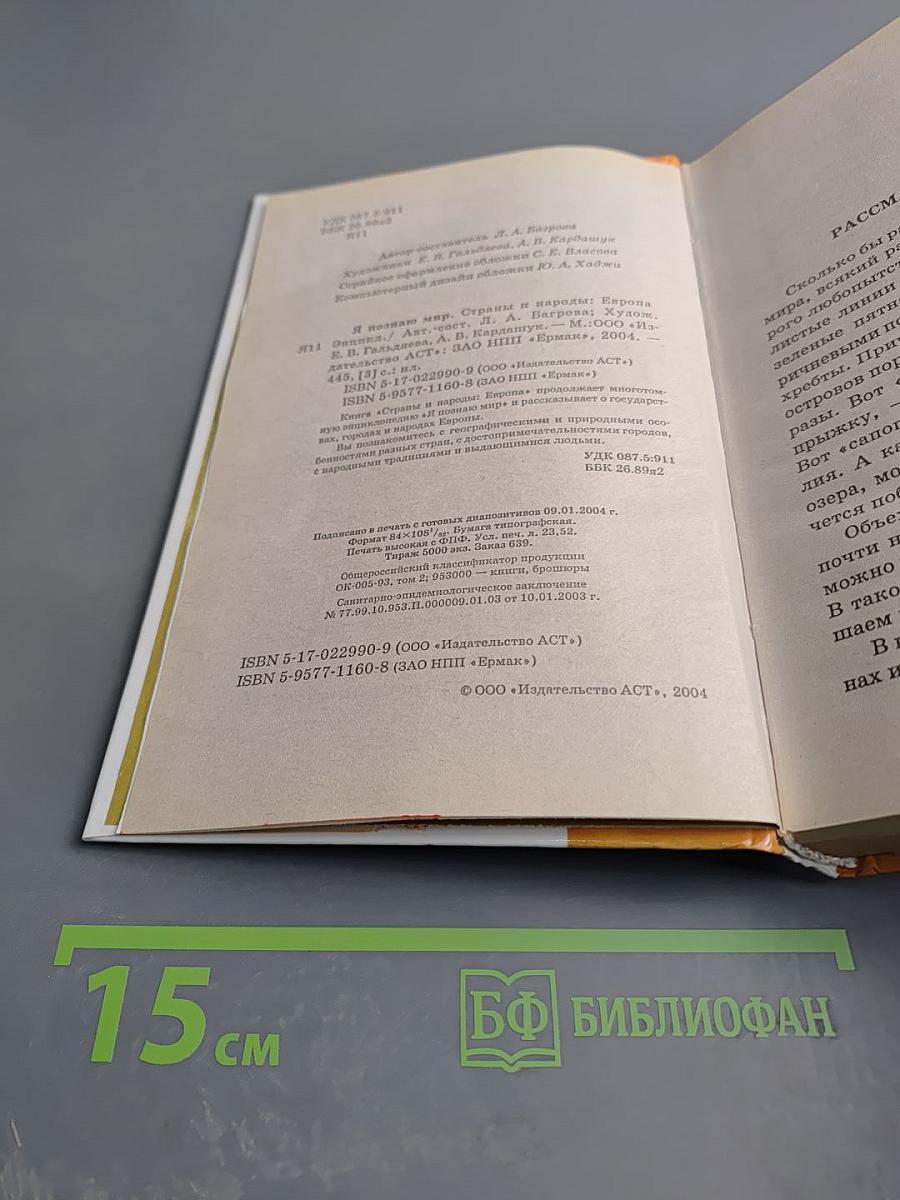 УДК 087.5:911
ББК 26.89я2
Я11
Автор-составитель Л. А. Багрова
Художники Е. В. Гальдяева, А. В. Кардашук
Серийное оформление обложки С. Е. Власова
Компьютерный дизайн обложки Ю. А. Хаджи
Я познаю мир. Страны и народы: Европа
Я11 Энцикл./ Авт.-сост. Л. А. Багрова; Худож.
Е. В. Гальдяева, А. В. Кардашук. — М.:ООО «Из-
дательство АСТ»: ЗАО НПП «Ермак», 2004. —
445, [3] с.: ил.
ISBN 5-17-022990-9 (ООО «Издательство АСТ»)
ISBN 5-9577-1160-8 (ЗАО НПП «Ермак»)
Книга «Страны и народы: Европа» продолжает многотом-
ную энциклопедию «Я познаю мир» и рассказывает о государст-
вах, городах и народах Европы.
Вы познакомитесь с географическими и природными осо-
бенностями разных стран, с достопримечательностями городов,
с народными традициями и выдающимися людьми.
УДК 087.5:911
ББК 26.89я2
Подписано в печать с готовых диапозитивов 09.01.2004 г.
Формат 84×108¹/₃₂. Бумага типографская.
Печать высокая с ФПФ. Усл. печ. л. 23,52.
Тираж 5000 экз. Заказ 639.
Общероссийский классификатор продукции
ОК-005-93, том 2; 953000 — книги, брошюры
Санитарно-эпидемиологическое заключение
№ 77.99.10.953.П.000009.01.03 от 10.01.2003 г.
ISBN 5-17-022990-9 (ООО «Издательство АСТ»)
ISBN 5-9577-1160-8 (ЗАО НПП «Ермак»)
© ООО «Издательство АСТ», 2004
РАССМ
Сколько бы ра
мира, всякий ра
рого любопытст
листые линии
зеленые пятн
ричневыми по
хребты. Прич
островов пор
разы. Вот «
прыжку, —
Вот «сапог
лия. А ка
озера, мо
чется поб
Объе
почти н
можно
В тако
шаем
В
нах и
15 см
БФ БИБЛИОФАН